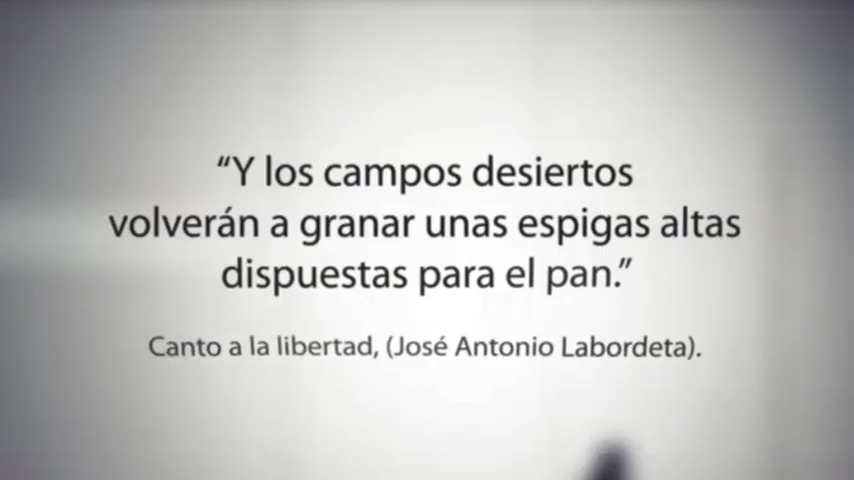 “Y los campos desiertos
volverán a granar unas espigas altas
dispuestas para el pan.”
Canto a la libertad, (José Antonio Labordeta).